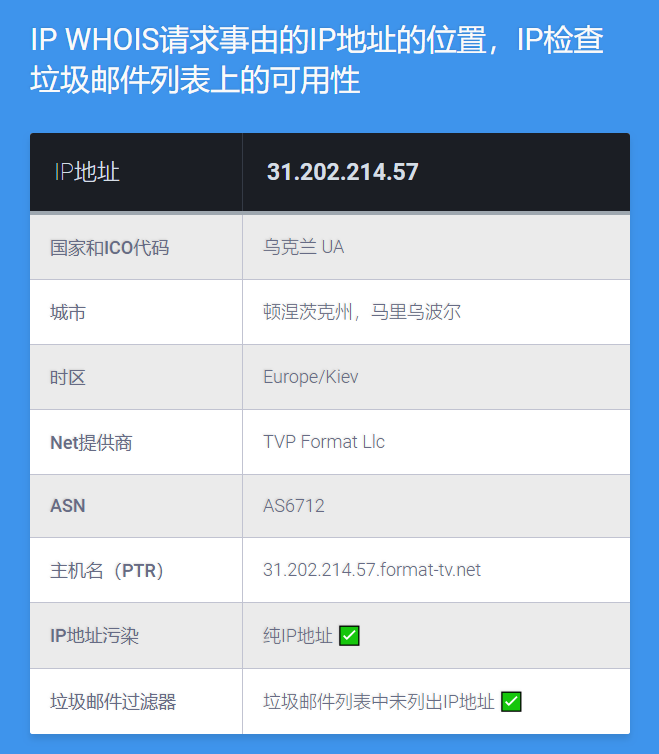 IP WHOIS请求事由的IP地址的位置，IP检查
垃圾邮件列表上的可用性
IP地址 31.202.214.57
国家和ICO代码 乌克兰 UA
城市 顿涅茨克州，马里乌波尔
时区 Europe/Kiev
Net提供商 TVP Format Llc
ASN AS6712
主机名（PTR） 31.202.214.57.format-tv.net
IP地址污染 纯IP地址 ✅
垃圾邮件过滤器 垃圾邮件列表中未列出IP地址 ✅